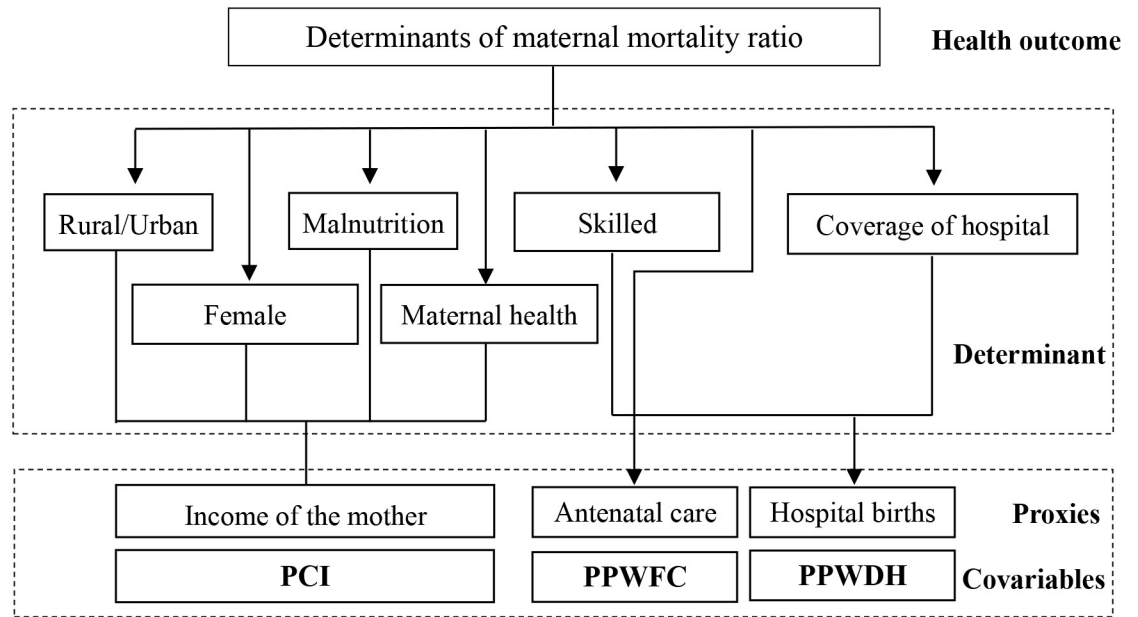 Determinants of maternal mortality ratio
Health outcome
Rural/Urban
Malnutrition
Skilled
Coverage of hospital
Female
Maternal health
Determinant
Income of the mother
Antenatal care
Hospital births
Proxies
PCI
PPWFC
PPWDH
Covariables